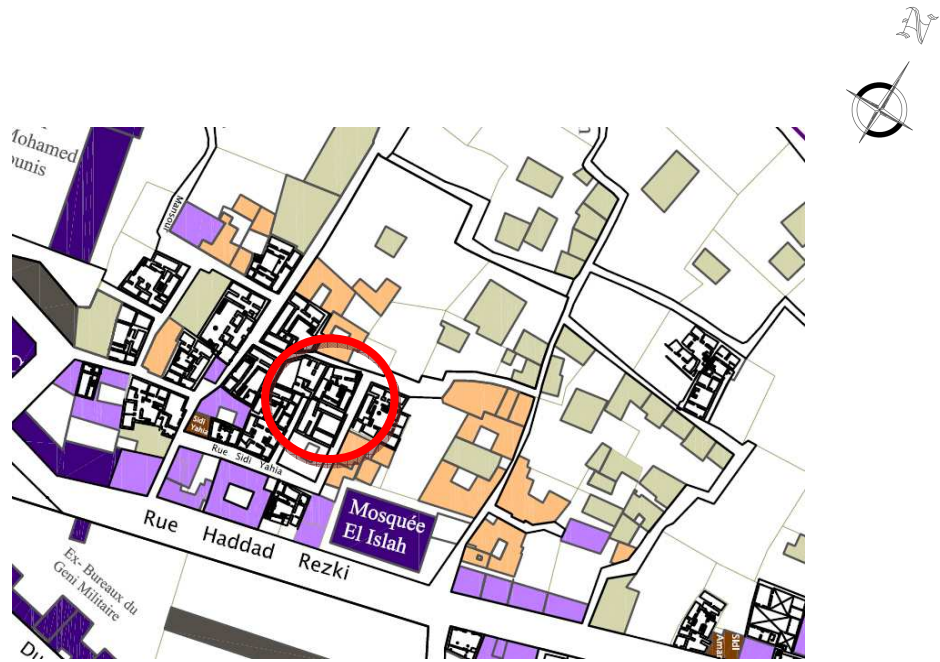 N
Mohamed
ounis
Mansour
Sidi
Yahia
Rue Sidi Yahia
Mosquée
El Islah
Rue Haddad Rezki
Ex- Bureaux du
Geni Militaire
Du
Sidi